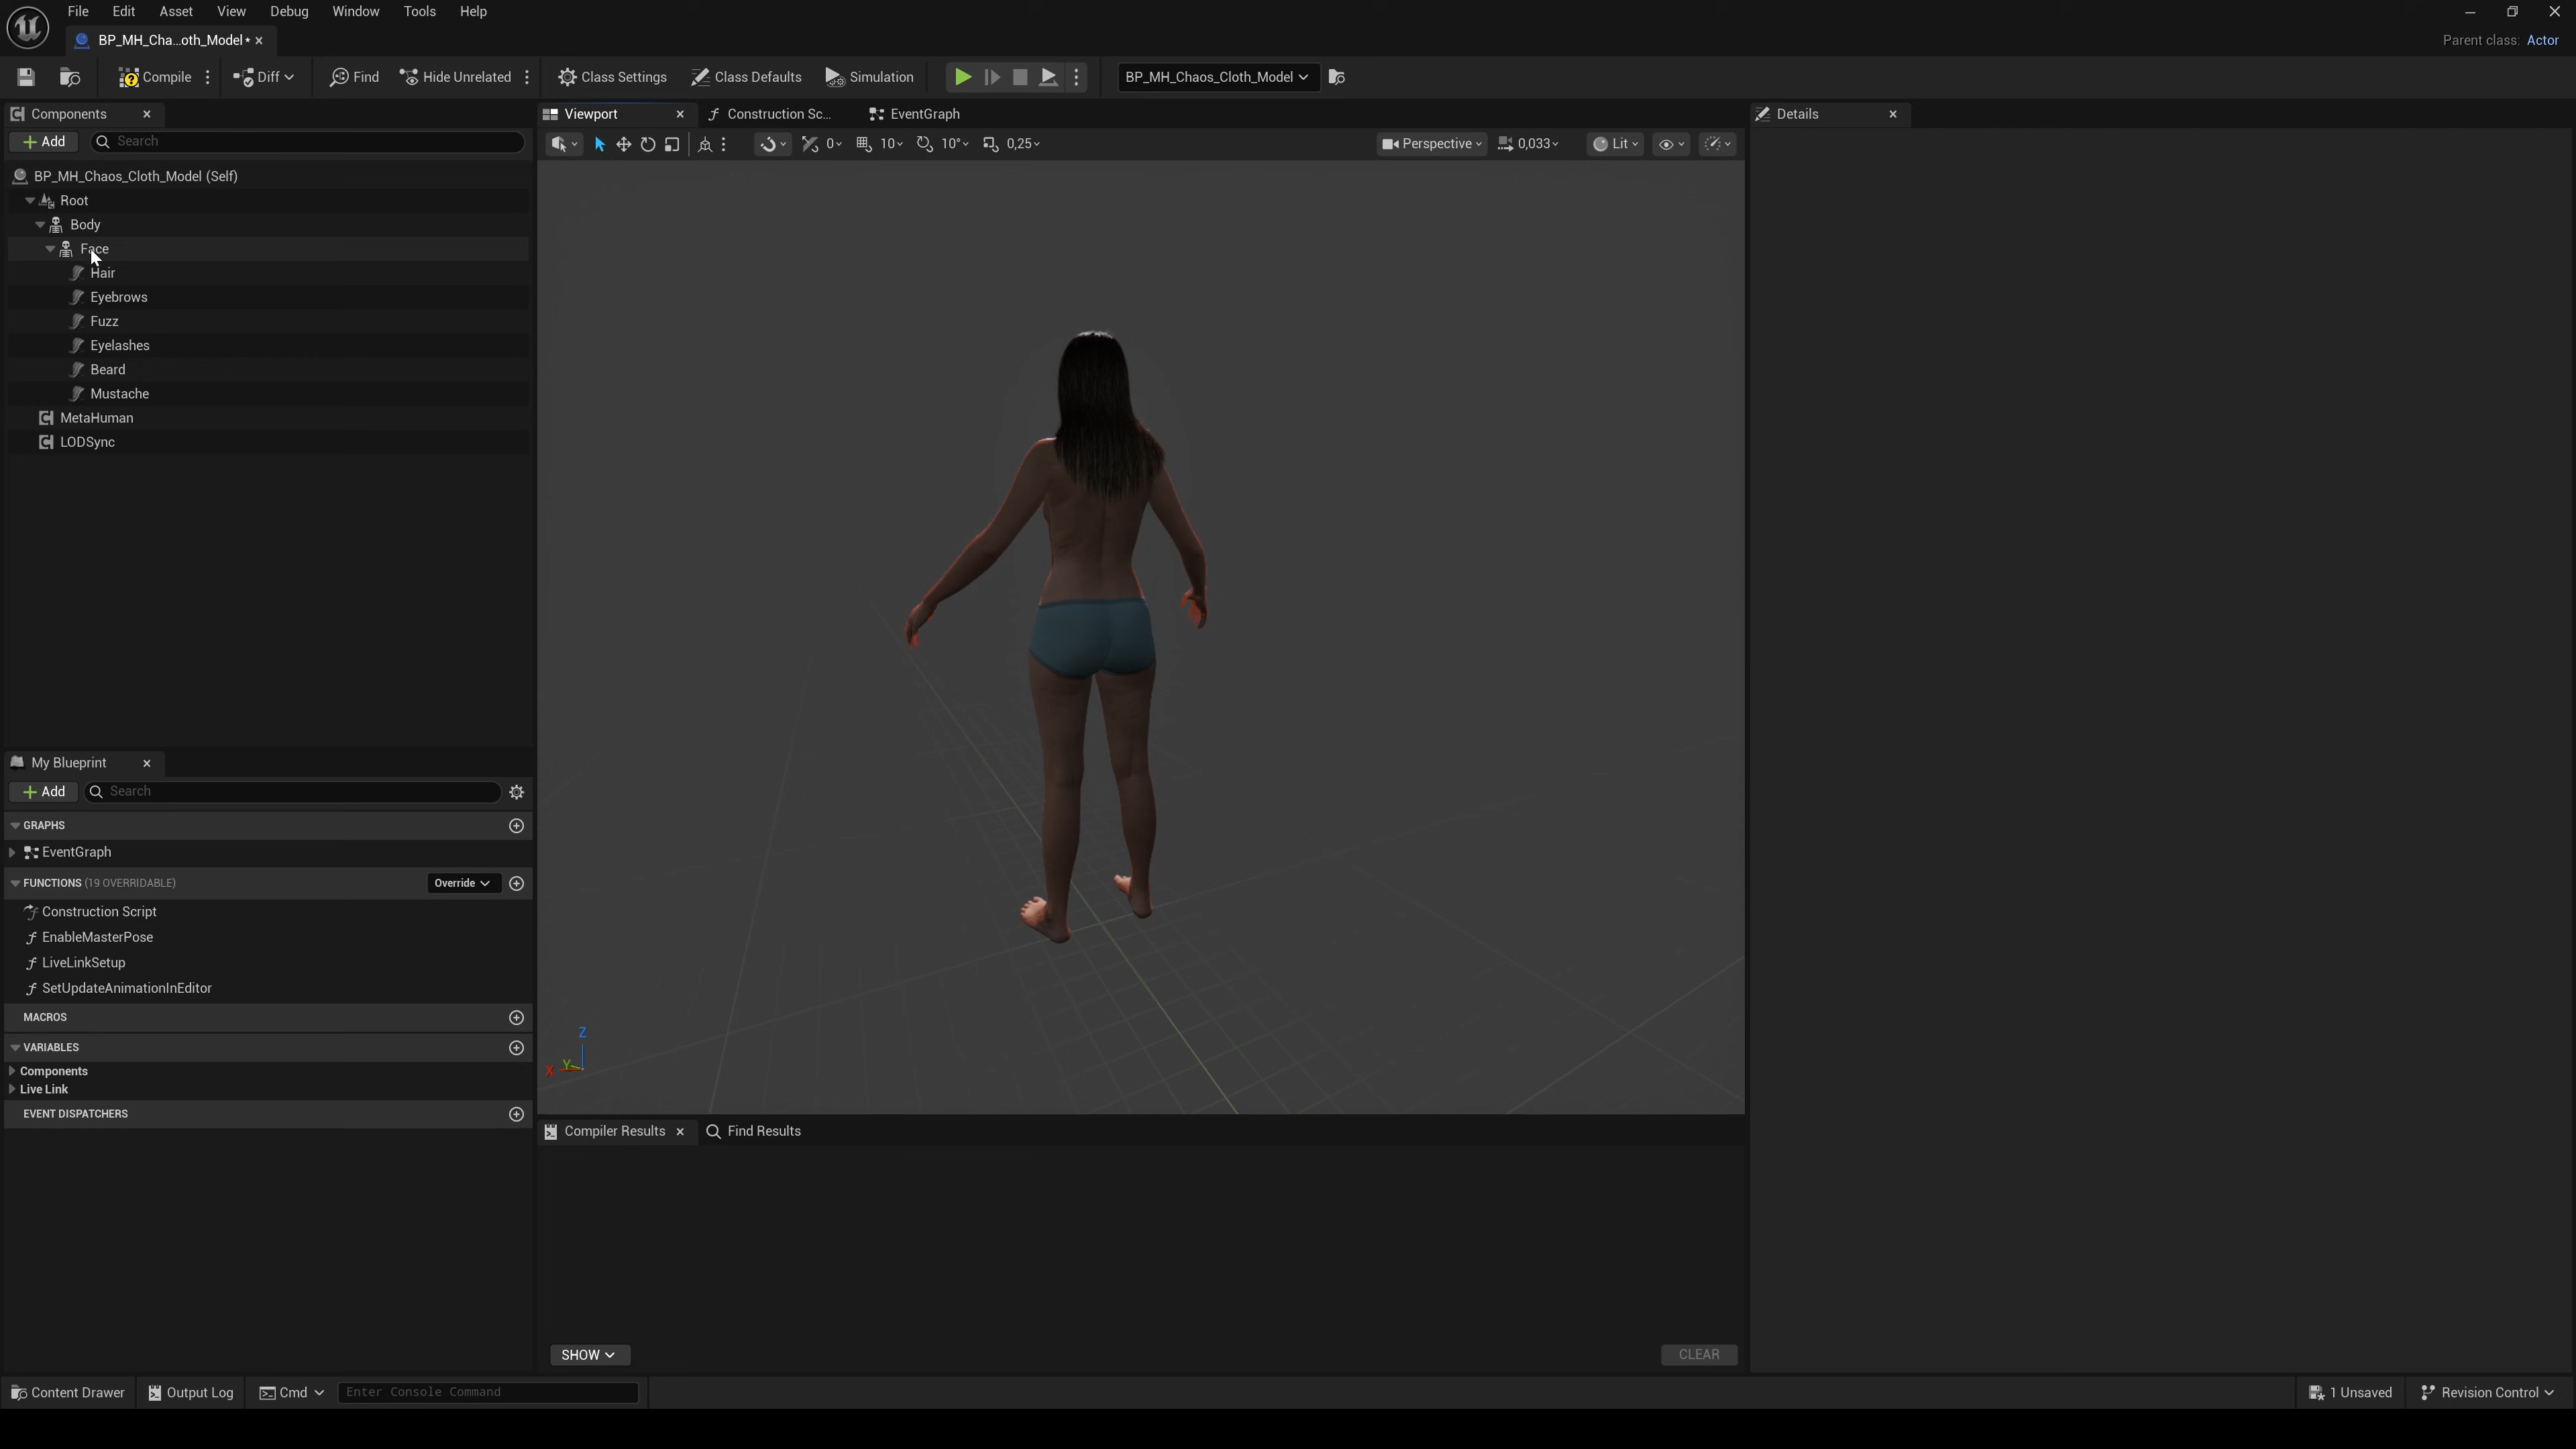 File Edit Asset View Debug Window Tools Help
BP_MH_Cha...oth_Model*
Parent class: Actor
Compile Diff Find Hide Unrelated Class Settings Class Defaults Simulation BP_MH_Chaos_Cloth_Model
Components
Add Search
BP_MH_Chaos_Cloth_Model (Self)
Root
Body
Face
Hair
Eyebrows
Fuzz
Eyelashes
Beard
Mustache
MetaHuman
LODSync
My Blueprint
Add Search
GRAPHS
EventGraph
FUNCTIONS (19 OVERRIDABLE) Override
Construction Script
EnableMasterPose
LiveLinkSetup
SetUpdateAnimationInEditor
MACROS
VARIABLES
Components
Live Link
EVENT DISPATCHERS
Viewport Construction Sc... EventGraph
0 10 10° 0,25 Perspective 0,033 Lit
Z
X Y
Compiler Results Find Results
SHOW CLEAR
Details
Content Drawer Output Log Cmd Enter Console Command 1 Unsaved Revision Control